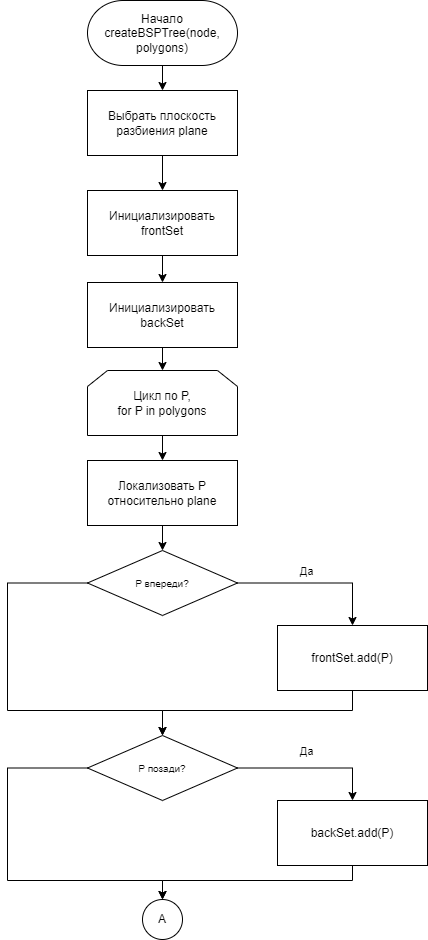 Начало
createBSPTree(node,
polygons)
Выбрать плоскость
разбиения plane
Инициализировать
frontSet
Инициализировать
backSet
Цикл по P,
for P in polygons
Локализовать P
относительно plane
P впереди?
Да
frontSet.add(P)
P позади?
Да
backSet.add(P)
A